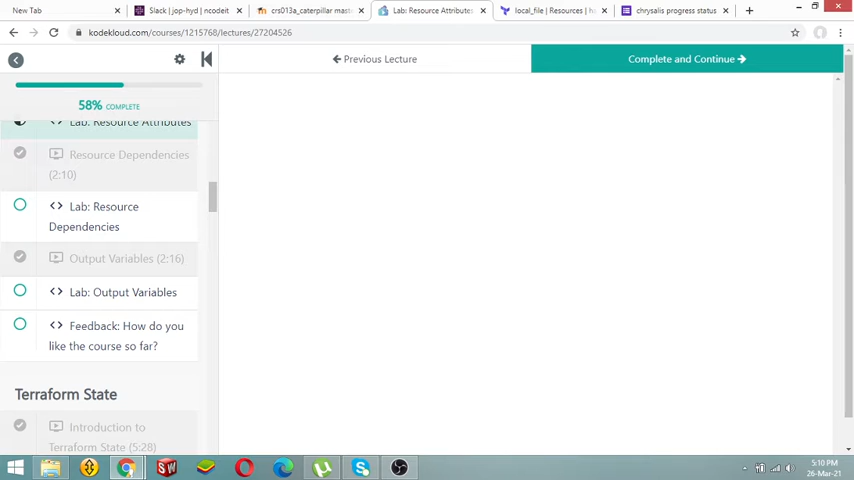 New Tab
Slack | jop-hyd | ncodeit
crs013a_caterpillar mast
Lab: Resource Attributes
local_file | Resources | h
chrysalis progress status
kodekloud.com/courses/1215768/lectures/27204526
Previous Lecture
Complete and Continue
58% COMPLETE
Lab: Resource Attributes
Resource Dependencies
(2:10)
Lab: Resource
Dependencies
Output Variables (2:16)
Lab: Output Variables
Feedback: How do you
like the course so far?
Terraform State
Introduction to
Terraform State (5:28)
5:10 PM
26-Mar-21